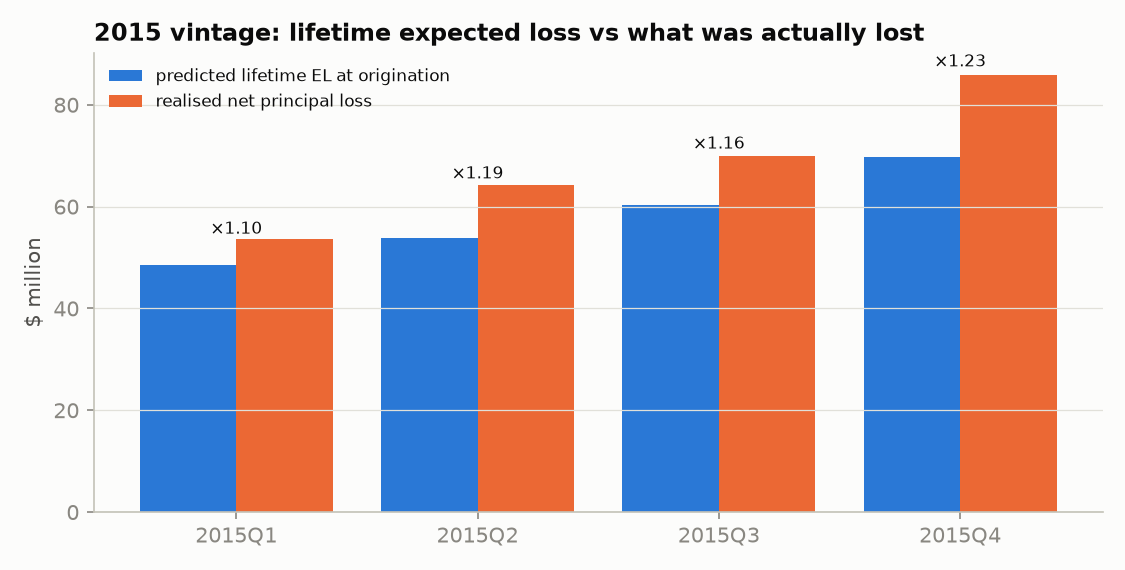 2015 vintage: lifetime expected loss vs what was actually lost
predicted lifetime EL at origination
realised net principal loss
×1.10
×1.19
×1.16
×1.23
$ million
80
60
40
20
0
2015Q1
2015Q2
2015Q3
2015Q4